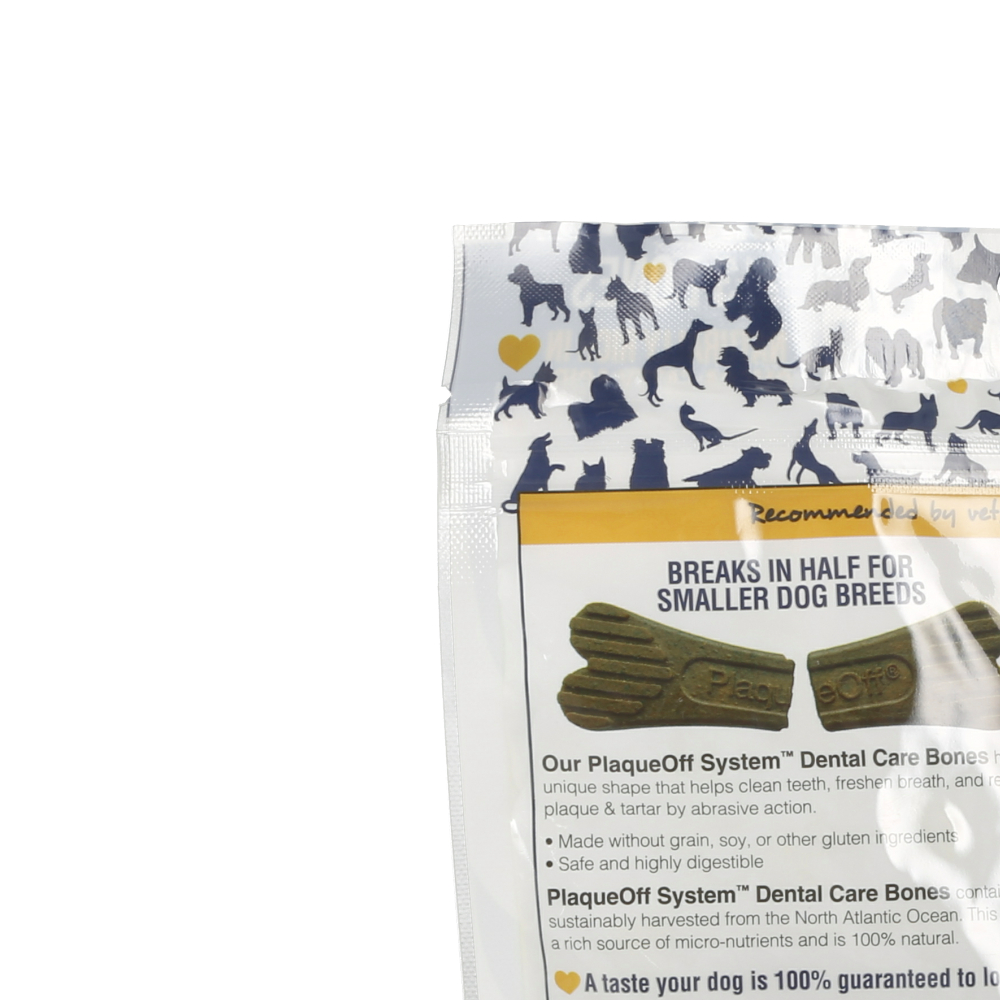 Recommended by vet
BREAKS IN HALF FOR
SMALLER DOG BREEDS
PlaqueOff®
Our PlaqueOff System™ Dental Care Bones
unique shape that helps clean teeth, freshen breath, and
plaque & tartar by abrasive action.
• Made without grain, soy, or other gluten ingredients
• Safe and highly digestible
PlaqueOff System™ Dental Care Bones
sustainably harvested from the North Atlantic Ocean. This
a rich source of micro-nutrients and is 100% natural.
A taste your dog is 100% guaranteed to lo